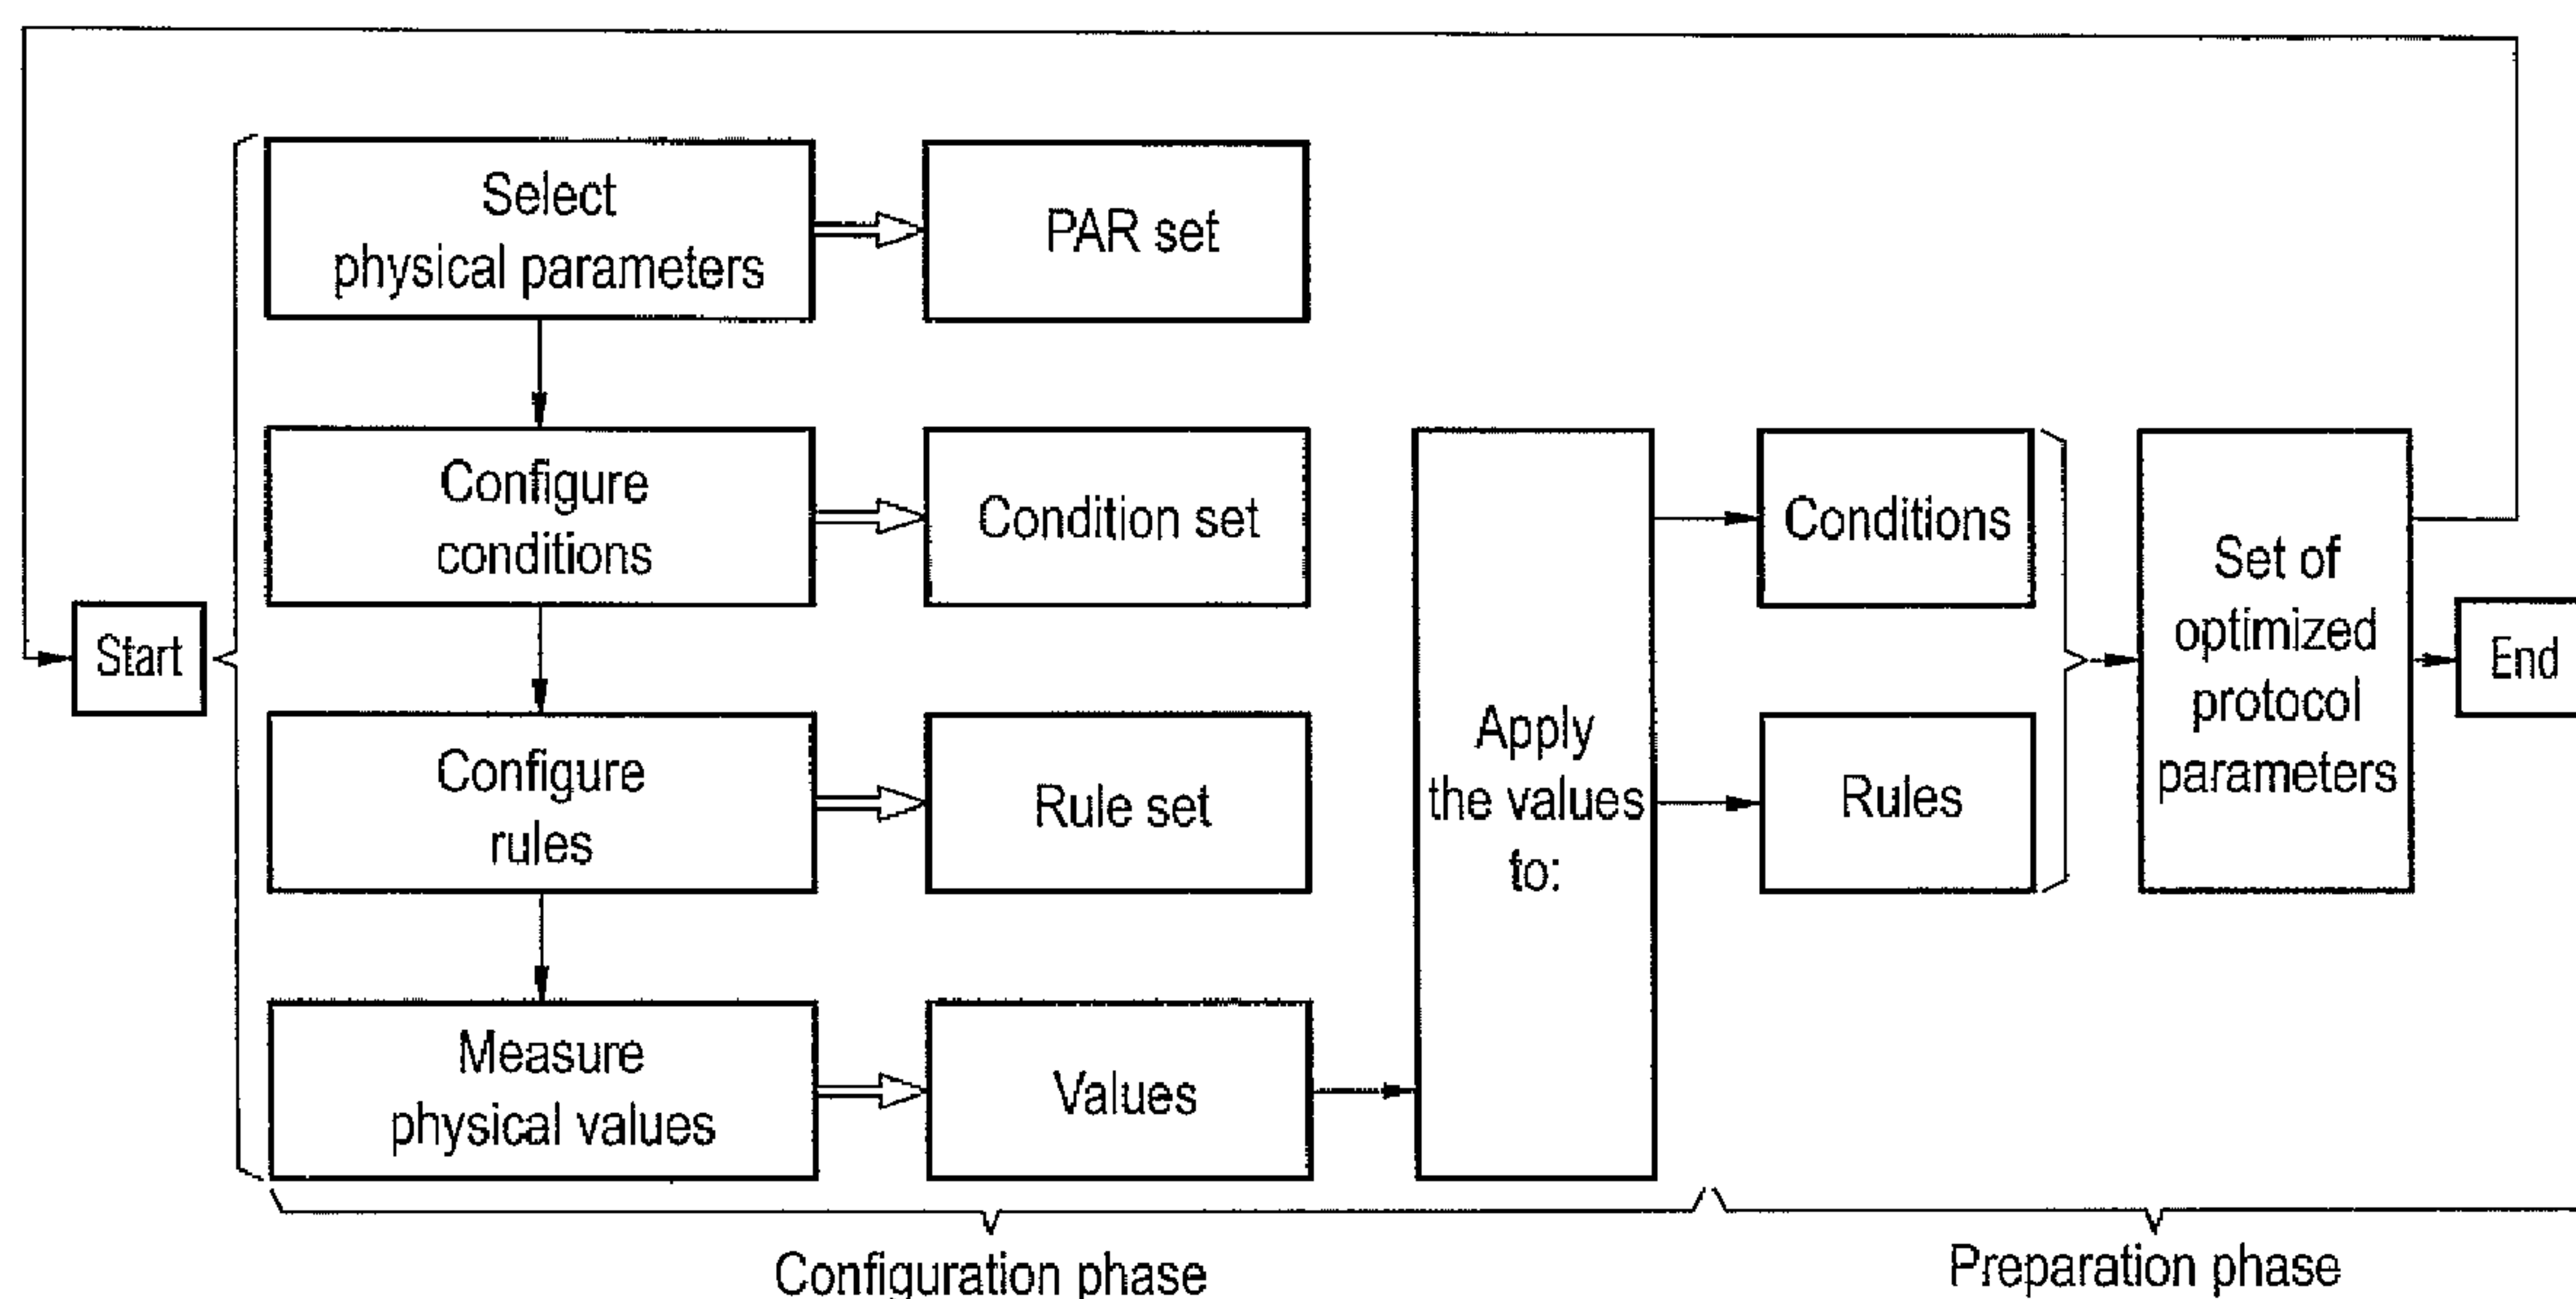 Select
physical parameters
PAR set
Configure
conditions
Condition set
Conditions
Start
Set of
optimized
protocol
parameters
End
Configure
rules
Rule set
Apply
the values
to:
Rules
Measure
physical values
Values
Configuration phase
Preparation phase